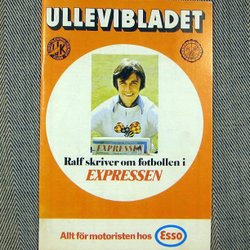 ULLEVIBLADET
EXPRESSEN
Ralf skriver om fotbollen i
EXPRESSEN
Allt för motoristen hos
ESSO